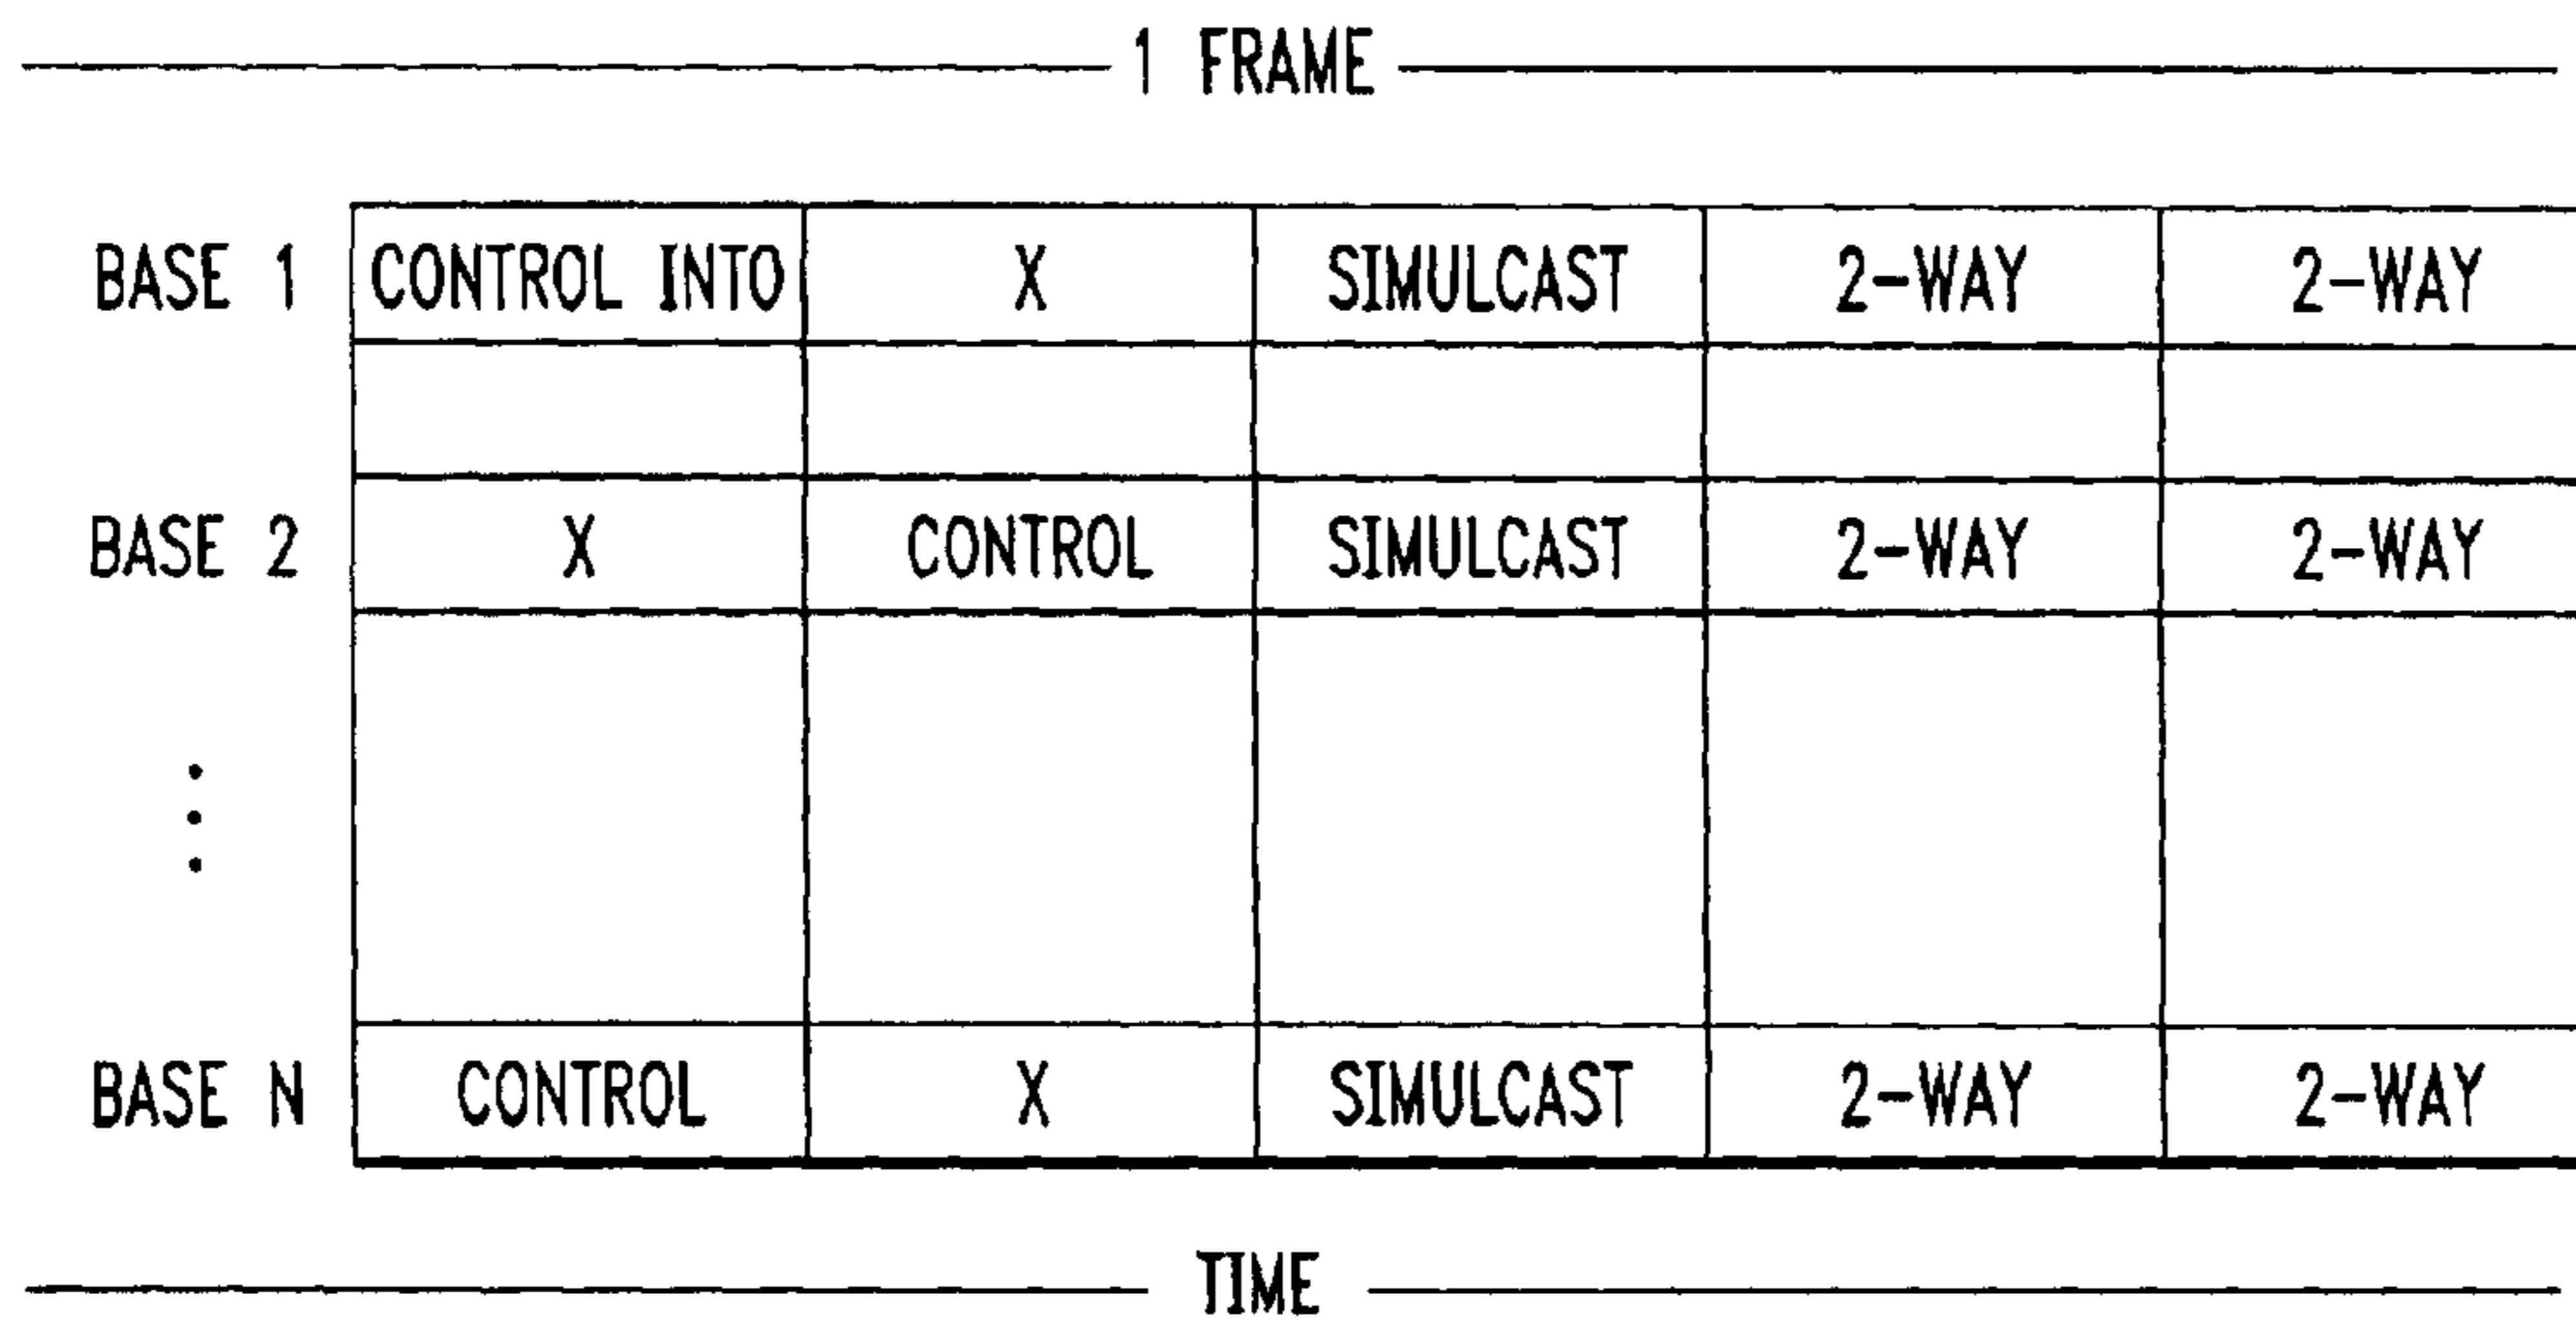 1 FRAME
BASE 1 CONTROL INTO X SIMULCAST 2-WAY 2-WAY
BASE 2 X CONTROL SIMULCAST 2-WAY 2-WAY
BASE N CONTROL X SIMULCAST 2-WAY 2-WAY
TIME